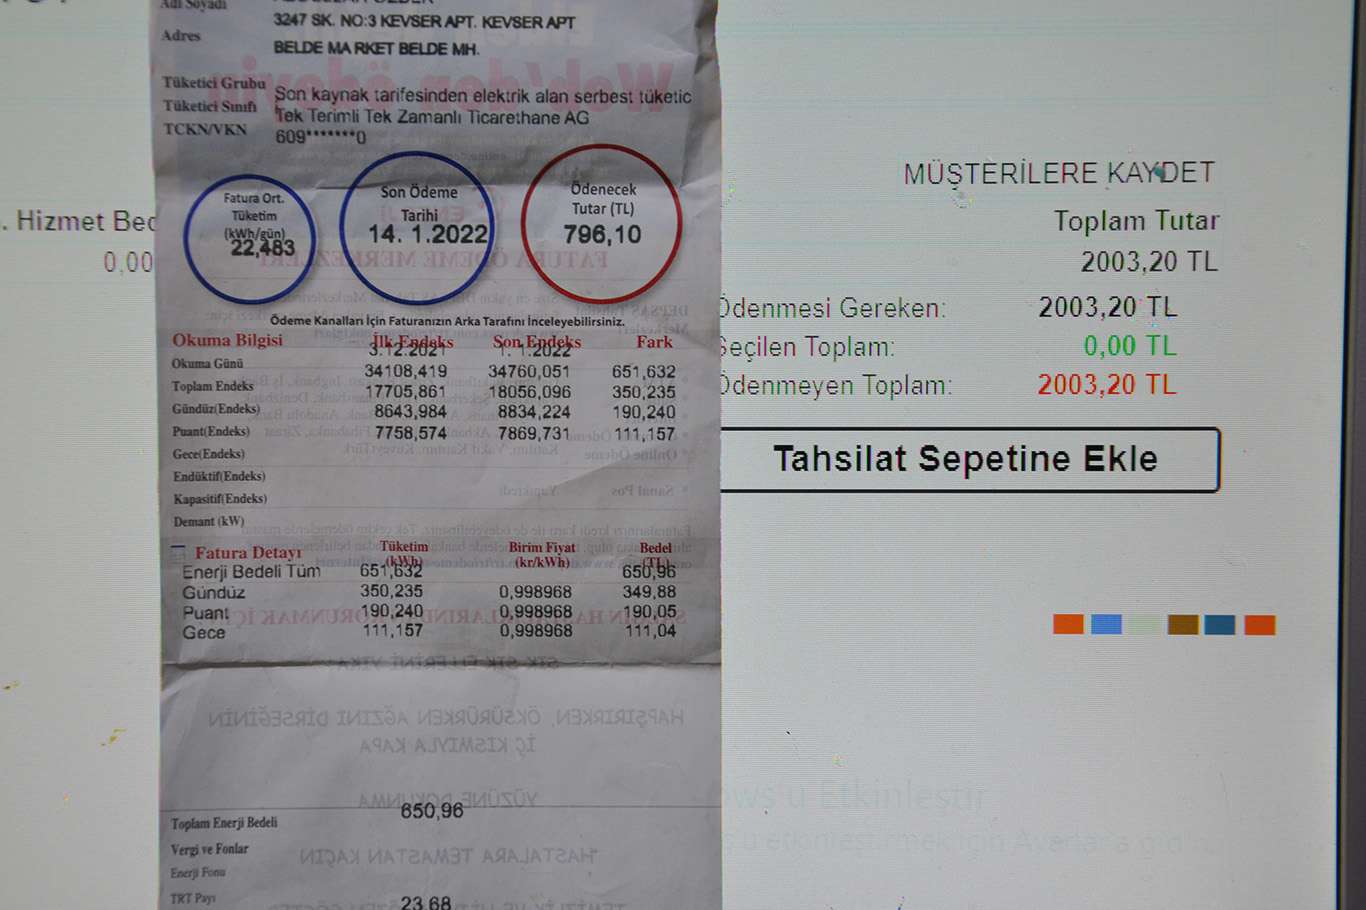 Adı Soyadı
3247 SK. NO:3 KEVSER APT. KEVSER APT
Adres
BELDE MARKET BELDE MH.
Tüketici Grubu
Son kaynak tarifesinden elektrik alan serbest tüketic
Tüketici Sınıfı
Tek Terimli Tek Zamanlı Ticarethane AG
TCKN/VKN
609*******0
Fatura Ort.
Tüketim
(kWh/gün)
22,483
Son Ödeme
Tarihi
14. 1.2022
Ödenecek
Tutar (TL)
796,10
Ödeme Kanalları İçin Faturanızın Arka Tarafını İnceleyebilirsiniz.
Okuma Bilgisi İlk Endeks Son Endeks Fark
Okuma Günü 3.12.2021 1. 1.2022
Toplam Endeks 34108,419 34760,051 651,632
Gündüz(Endeks) 17705,861 18056,096 350,235
Puant(Endeks) 8643,984 8834,224 190,240
Gece(Endeks) 7758,574 7869,731 111,157
Endüktif(Endeks)
Kapasitif(Endeks)
Demant (kW)
Fatura Detayı Tüketim (kWh) Birim Fiyat (kr/kWh) Bedel (TL)
Enerji Bedeli Tüm 651,632 650,96
Gündüz 350,235 0,998968 349,88
Puant 190,240 0,998968 190,05
Gece 111,157 0,998968 111,04
Toplam Enerji Bedeli 650,96
Vergi ve Fonlar
Enerji Fonu
TRT Payı 23,68
. Hizmet Bed
0,00
MÜŞTERİLERE KAYDET
Toplam Tutar
2003,20 TL
Ödenmesi Gereken: 2003,20 TL
Seçilen Toplam: 0,00 TL
Ödenmeyen Toplam: 2003,20 TL
Tahsilat Sepetine Ekle
ows'u Etkinleştir